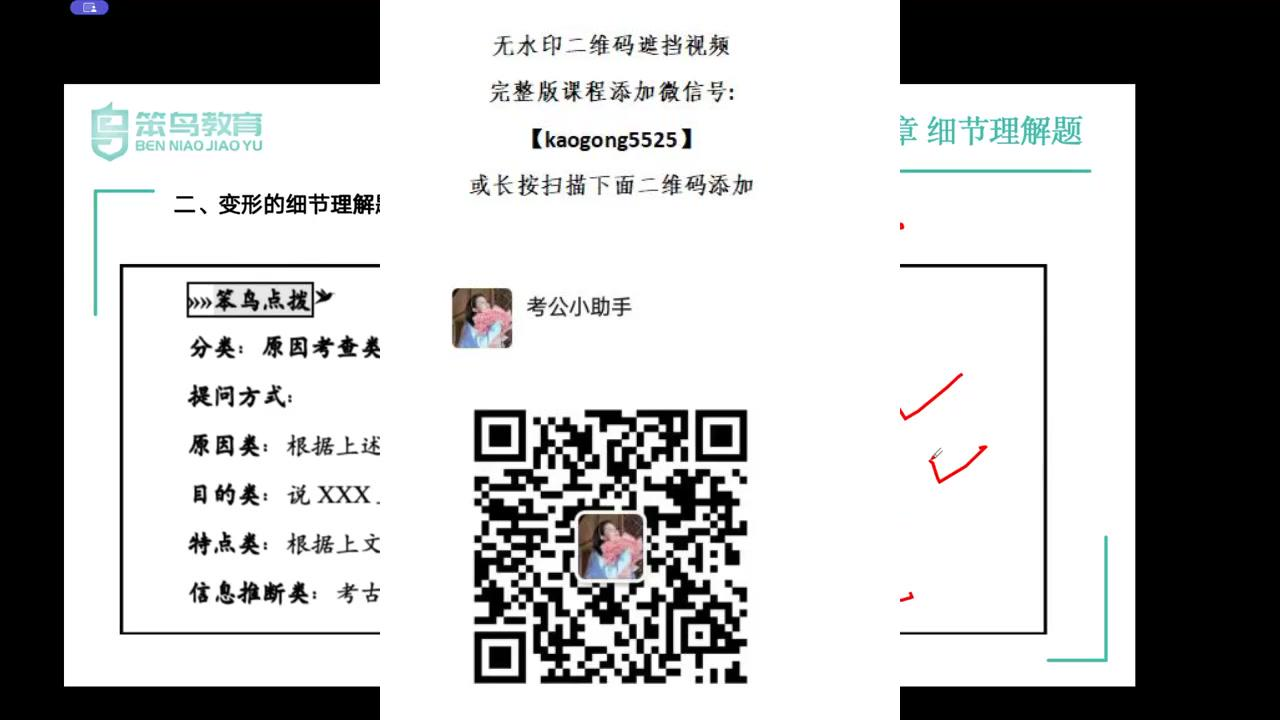 无水印二维码遮挡视频
完整版课程添加微信号:
【kaogong5525】
或长按扫描下面二维码添加
考公小助手
笨鸟教育
BEN NIAO JIAO YU
章 细节理解题
二、变形的细节理解
»»笨鸟点拨
分类：原因考查类
提问方式：
原因类：根据上述
目的类：说 XXX
特点类：根据上文
信息推断类：考古